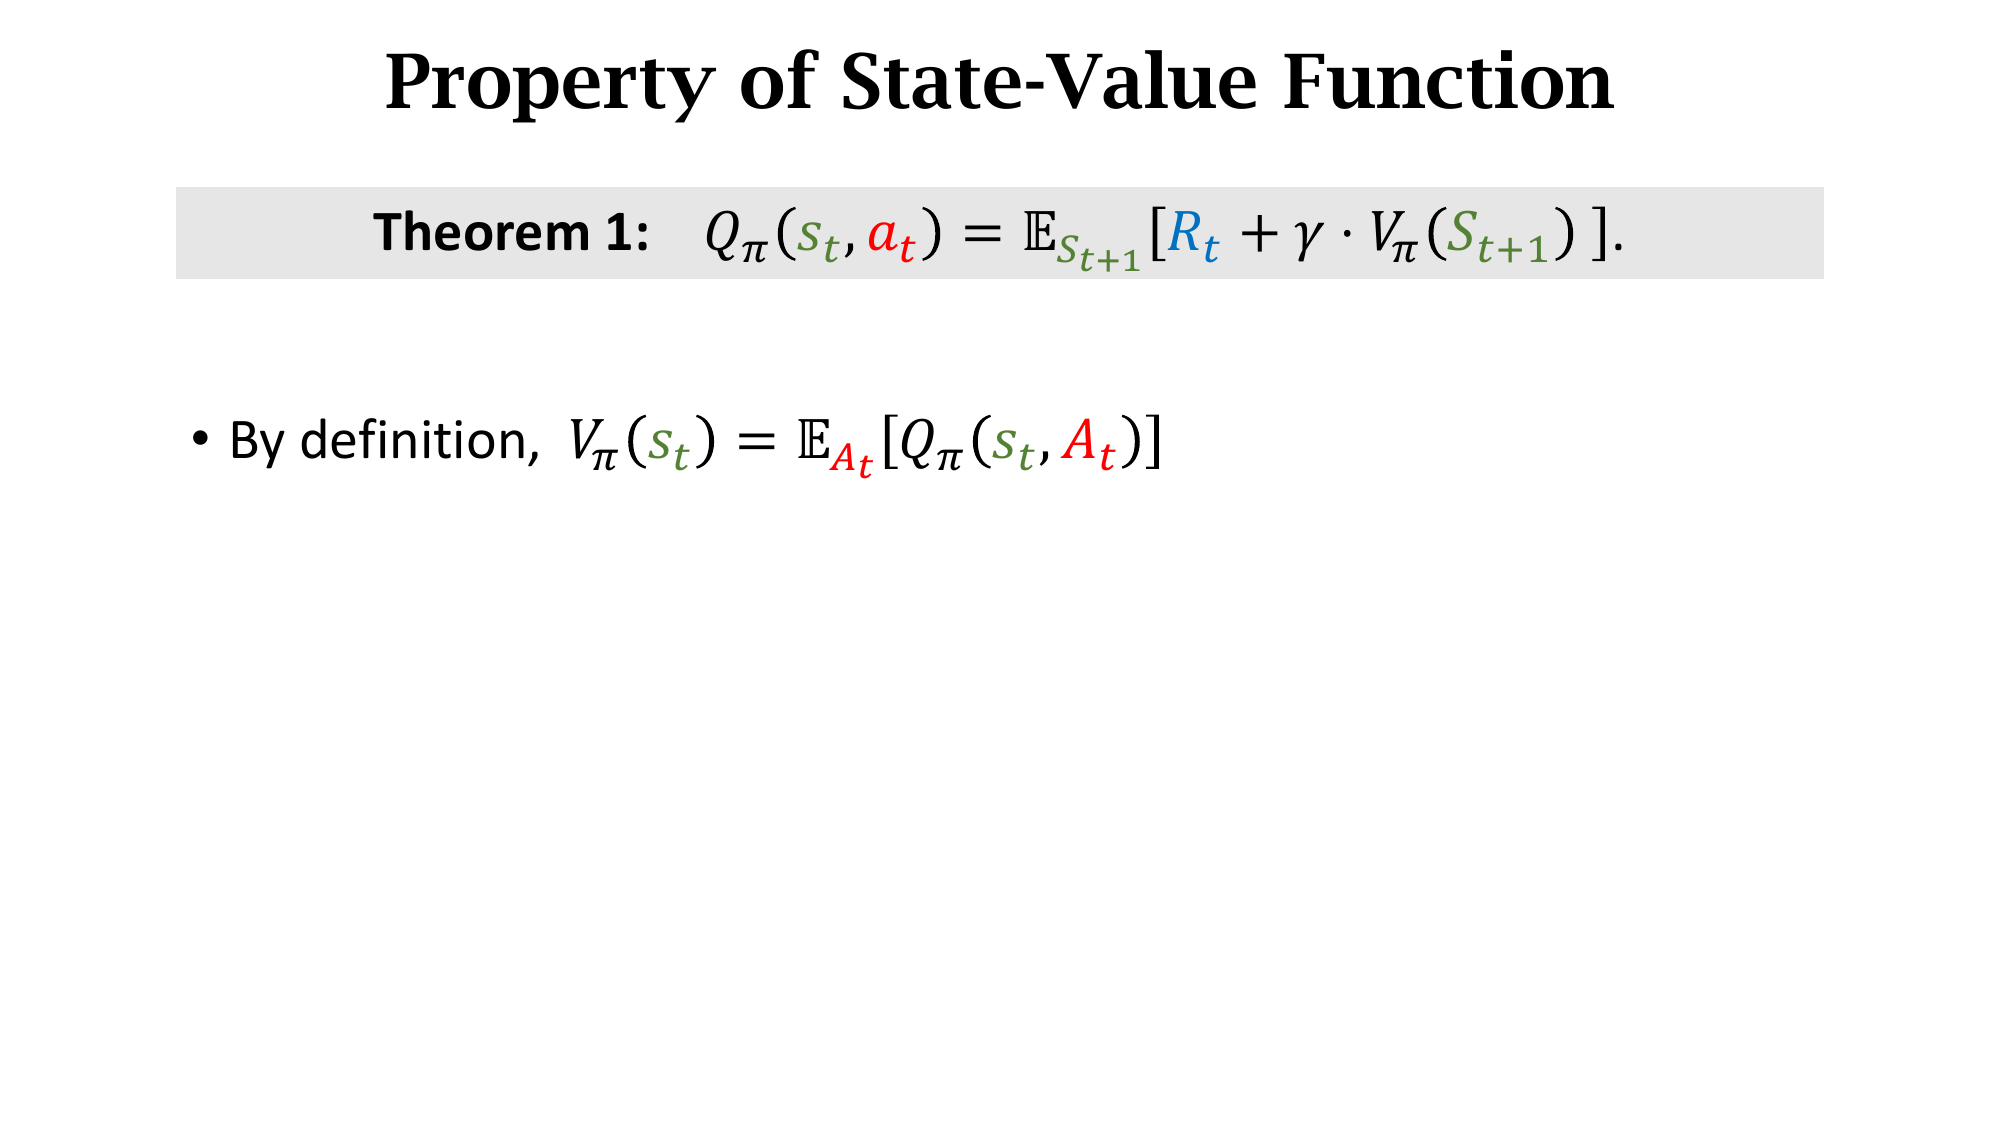 Property of State-Value Function
Theorem 1: $Q_\pi(s_t, a_t) = \mathbb{E}_{S_{t+1}}[R_t + \gamma \cdot V_\pi(S_{t+1})].$
• By definition, $V_\pi(s_t) = \mathbb{E}_{A_t}[Q_\pi(s_t, A_t)]$